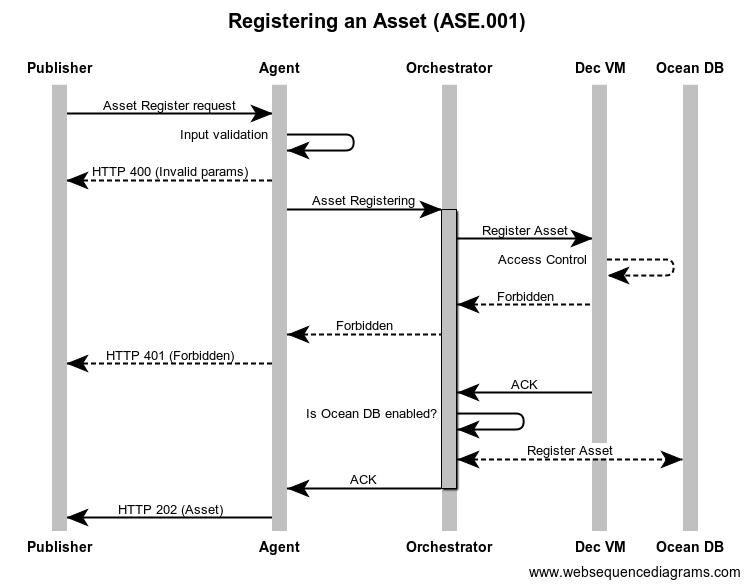 Registering an Asset (ASE.001)
Publisher Agent Orchestrator Dec VM Ocean DB
Asset Register request
Input validation
HTTP 400 (Invalid params)
Asset Registering
Register Asset
Access Control
Forbidden
Forbidden
HTTP 401 (Forbidden)
ACK
Is Ocean DB enabled?
Register Asset
ACK
HTTP 202 (Asset)
Publisher Agent Orchestrator Dec VM Ocean DB
www.websequencediagrams.com